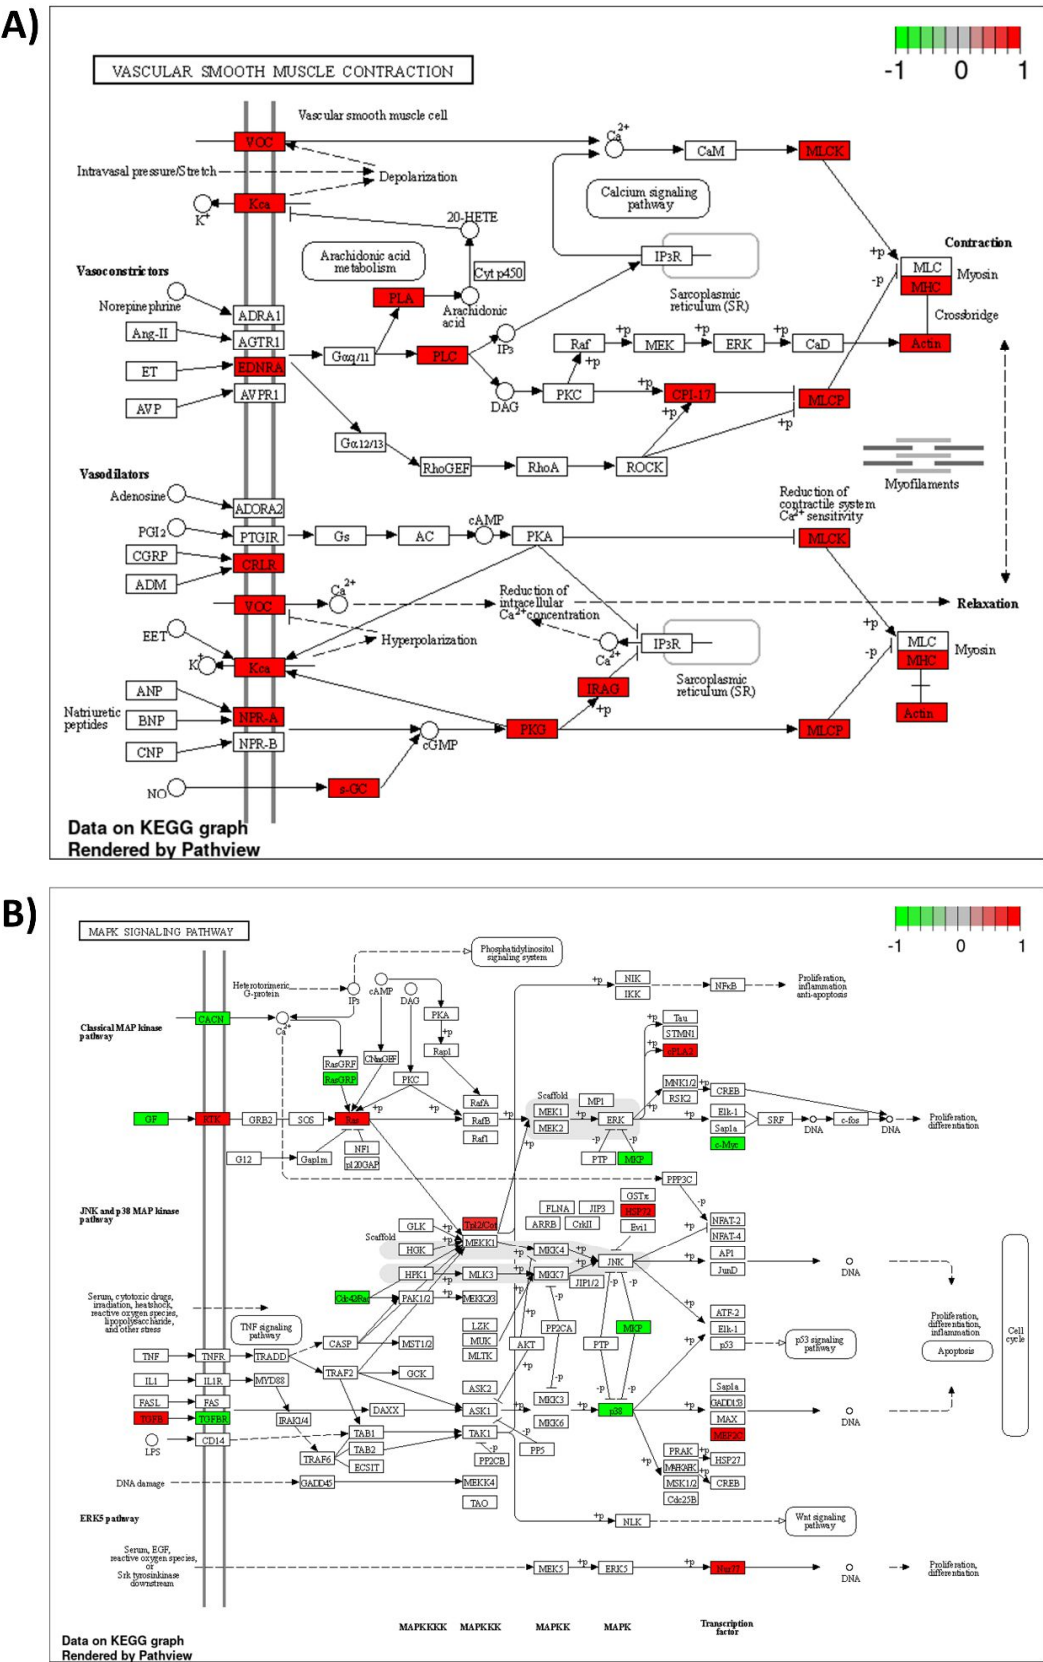 A)
-1 0 1
VASCULAR SMOOTH MUSCLE CONTRACTION
Vascular smooth muscle cell
VOC
Ca2+
CaM
MLCK
Intravasal pressure/Stretch
Depolarization
Calcium signaling
pathway
Kca
K+
20-HETE
Arachidonic acid
metabolism
Cyt p450
IP3R
Contraction
+p
-p
MLC
MHC
Myosin
Vasoconstrictors
Norepinephrine
PLA
Arachidonic
acid
Sarcoplasmic
reticulum (SR)
Crossbridge
ADRA1
Ang-II
AGTR1
IP3
Raf
+p
MEK
+p
ERK
+p
CaD
Actin
Gαq/11
PLC
+p
ET
EDNRA
AVPR1
AVP
DAG
PKC
+p
CPI-17
MLCP
+p
Gα12/13
RhoGEF
RhoA
ROCK
Myofilaments
Vasodilators
Adenosine
ADORA2
Reduction of
contractile system
Ca2+ sensitivity
PGI2
PTGIR
Gs
AC
cAMP
PKA
MLCK
CGRP
CRLR
ADM
VOC
Ca2+
Reduction of
intracellular
Ca2+ concentration
Relaxation
EET
Hyperpolarization
+p
-p
MLC
MHC
Myosin
K+
Kca
Ca2+
IP3R
Sarcoplasmic
reticulum (SR)
IRAG
+p
ANP
Natriuretic
peptides
BNP
CNP
NPR-A
NPR-B
cGMP
PKG
MLCP
Actin
NO
s-GC
Data on KEGG graph
Rendered by Pathview
B)
-1 0 1
MAPK SIGNALING PATHWAY
Phosphatidylinositol
signaling system
Heterotrimeric
G-protein
IP3
cAMP
DAG
+p
NIK
IKK
NFκB
Proliferation,
inflammation
anti-apoptosis
Classical MAP kinase
pathway
CACN
Ca2+
PKA
+p
Rap1
Tau
STMN1
cPLA2
+p
+p
RasGRF
RasGRP
CNasGEF
PKC
MNK1/2
RSK2
+p
CREB
GF
RTK
GRB2
SOS
Ras
+p
+p
RafA
RafB
Raf1
Scaffold
MEK1
MEK2
MP1
+p
ERK
+p
+p
Elk-1
Sap1a
c-Myc
SRF
DNA
c-fos
DNA
Proliferation,
differentiation
G12
Gap1m
NF1
p120GAP
-p
-p
PTP
MKP
PPP3C
-p
JNK and p38 MAP kinase
pathway
GLK
HGK
HPK1
Scaffold
Tpl2/Cot
MEKK1
MLK3
FLNA
JIP3
ARRB
CrkII
GSTπ
HSP72
Evi1
MKK4
MKK7
JIP1/2
JNK
+p
NFAT-2
NFAT-4
AP1
JunD
DNA
Cell
cycle
Serum, cytotoxic drugs,
irradiation, heatshock,
reactive oxygen species,
lipopolysaccharide,
and other stress
Cdc42/Rac
PAK1/2
MEKK2/3
TNF signaling
pathway
CASP
MST1/2
LZK
MUK
MLTK
AKT
PP2CA
MKP
PTP
ATF-2
Elk-1
p53
p53 signaling
pathway
Proliferation,
differentiation,
inflammation
Apoptosis
TNF
TNFR
TRADD
IL1
IL1R
MYD88
TRAF2
GCK
FASL
FAS
ASK2
MKK3
MKK6
Sap1a
GADD153
MAX
MEF2C
DNA
TGFB
TGFBR
IRAK1/4
DAXX
ASK1
p38
LPS
CD14
TAB1
TAB2
ECSIT
TRAF6
TAK1
PP2CB
PP5
PRAK
MAPKAPK
MSK1/2
Cdc25B
HSP27
CREB
DNA damage
GADD45
MEKK4
TAO
ERK5 pathway
+p
NLK
Wnt signaling
pathway
Serum, EGF,
reactive oxygen species,
or
Srk tyrosinkinase
downstream
MEK5
+p
ERK5
+p
Nur77
DNA
Proliferation,
differentiation
MAPKKKK
MAPKKK
MAPKK
MAPK
Transcription
factor
Data on KEGG graph
Rendered by Pathview